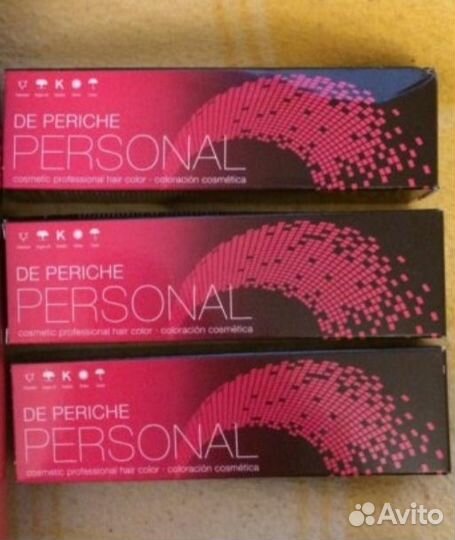 K
DE PERICHE
PERSONAL
cosmetic professional hair color - coloración cosmética
K
DE PERICHE
PERSONAL
cosmetic professional hair color - coloración cosmética
K
DE PERICHE
PERSONAL
cosmetic professional hair color - coloración cosmética
Avito